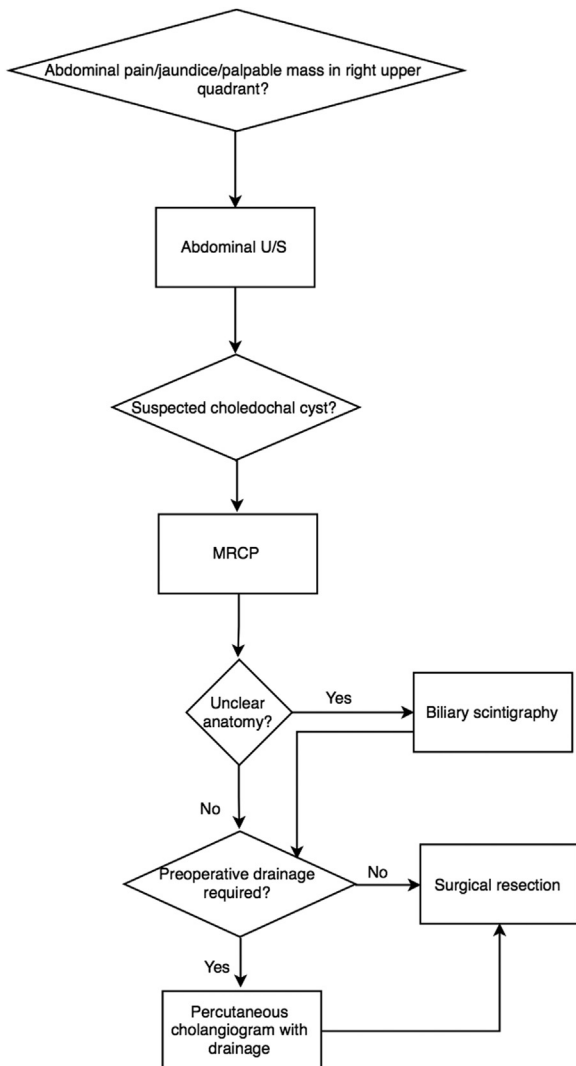 Abdominal pain/jaundice/palpable mass in right upper
quadrant?
Abdominal U/S
Suspected choledochal cyst?
MRCP
Unclear
anatomy?
Yes
Biliary scintigraphy
No
Preoperative drainage
required?
No
Surgical resection
Yes
Percutaneous
cholangiogram with
drainage